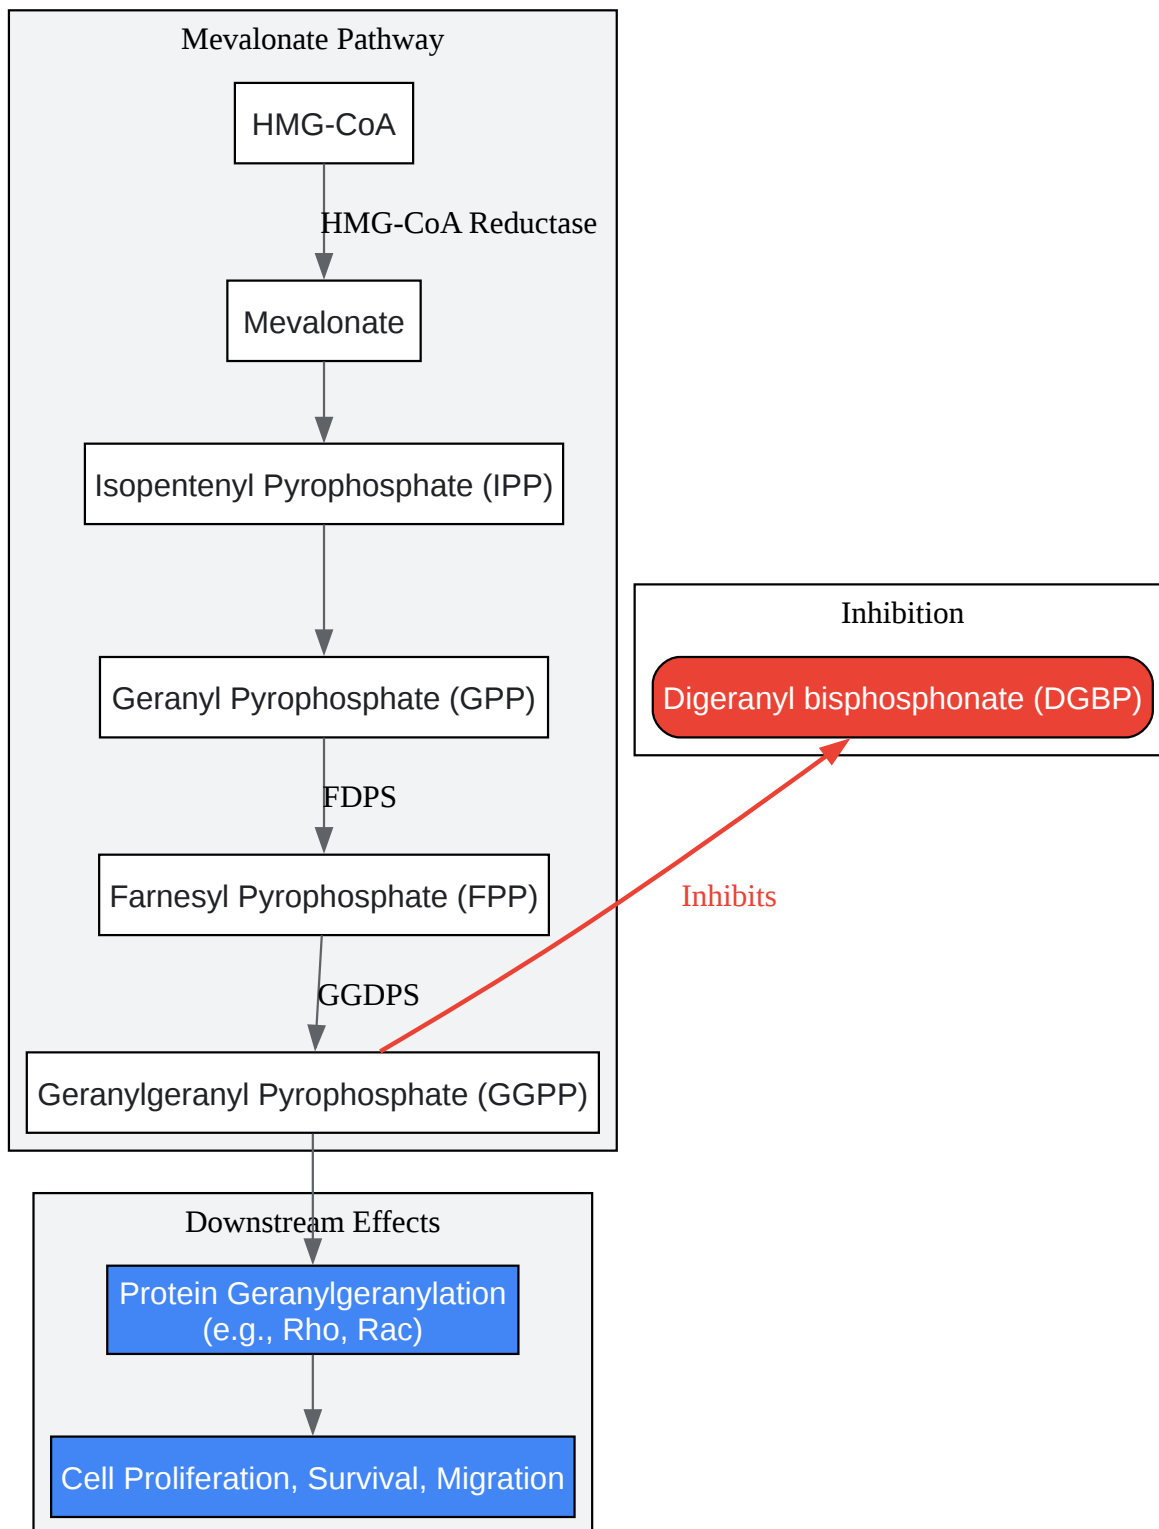 Mevalonate Pathway
HMG-CoA
HMG-CoA Reductase
Mevalonate
Isopentenyl Pyrophosphate (IPP)
Inhibition
Geranyl Pyrophosphate (GPP)
Digeranyl bisphosphonate (DGBP)
FDPS
Farnesyl Pyrophosphate (FPP)
Inhibits
GGDPS
Geranylgeranyl Pyrophosphate (GGPP)
Downstream Effects
Protein Geranylgeranylation
(e.g., Rho, Rac)
Cell Proliferation, Survival, Migration